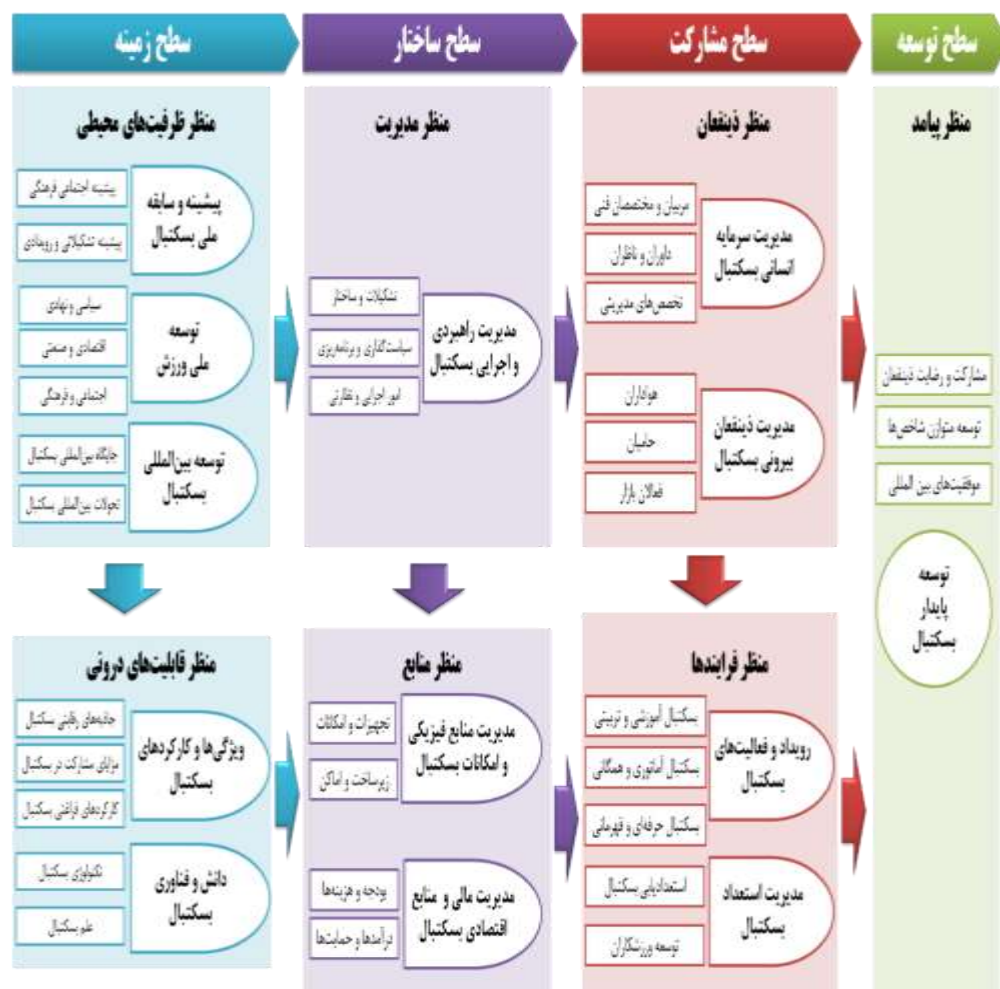 سطح زمینه
سطح ساختار
سطح مشارکت
سطح توسعه
منظر ظرفیت‌های محیطی
پیشینه اجتماعی فرهنگی
پیشینه تشکیلاتی و رویدادی
پیشینه و سابقه
ملی بسکتبال
سیاسی و نهادی
اقتصادی و صنعتی
اجتماعی و فرهنگی
توسعه
ملی ورزش
جایگاه بین‌المللی بسکتبال
تحولات بین‌المللی بسکتبال
توسعه بین‌المللی
بسکتبال
منظر مدیریت
تشکیلات و ساختار
سیاست‌گذاری و برنامه‌ریزی
امور اجرایی و نظارتی
مدیریت راهبردی
و اجرایی بسکتبال
منظر ذینفعان
مربیان و متخصصان فنی
داوران و ناظران
تخصص‌های مدیریتی
مدیریت سرمایه
انسانی بسکتبال
هواداران
حامیان
فعالان بازار
مدیریت ذینفعان
بیرونی بسکتبال
منظر پیامد
مشارکت و رضایت ذینفعان
توسعه متوازن شاخص‌ها
موفقیت‌های بین المللی
توسعه
پایدار
بسکتبال
منظر قابلیت‌های درونی
جاذبه‌های رقابتی بسکتبال
مزایای مشارکت در بسکتبال
کارکردهای فرافنی بسکتبال
ویژگی‌ها و کارکردهای
بسکتبال
تکنولوژی بسکتبال
علم بسکتبال
دانش و فناوری
بسکتبال
منظر منابع
تجهیزات و امکانات
زیرساخت و اماکن
مدیریت منابع فیزیکی
و امکانات بسکتبال
بودجه و هزینه‌ها
درآمدها و حمایت‌ها
مدیریت مالی و منابع
اقتصادی بسکتبال
منظر فرایندها
بسکتبال آموزشی و تربیتی
بسکتبال آماتوری و همگانی
بسکتبال حرفه‌ای و قهرمانی
رویداد و فعالیت‌های
بسکتبال
استعدادیابی بسکتبال
توسعه ورزشکاران
مدیریت استعداد
بسکتبال